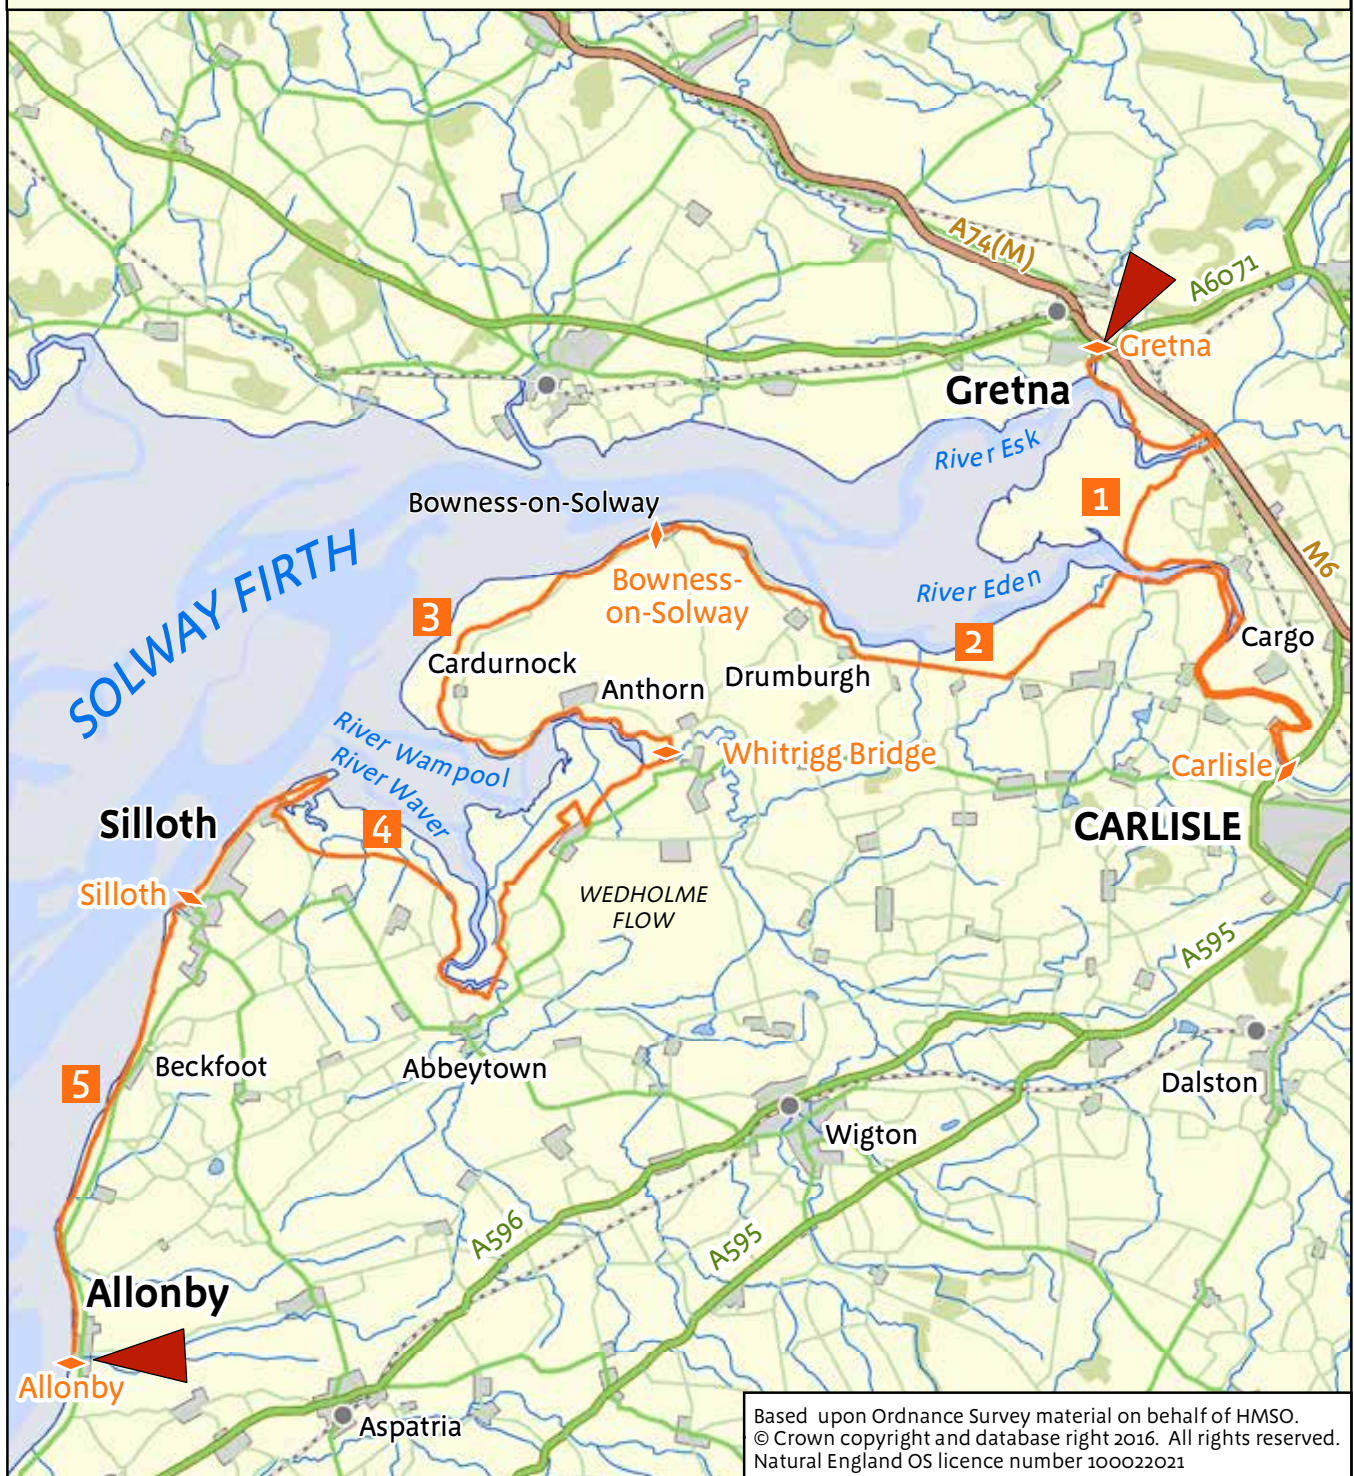 A74(M)
A6071
Gretna
Gretna
River Esk
1
Bowness-on-Solway
M6
SOLWAY FIRTH
Bowness-
on-Solway
River Eden
3
2
Cargo
Cardurnock
Anthorn
Drumburgh
River Wampool
River Waver
Whitrigg Bridge
Carlisle
Silloth
4
CARLISLE
Silloth
WEDHOLME
FLOW
A595
Beckfoot
Abbeytown
5
Dalston
Wigton
A596
A595
Allonby
Allonby
Aspatria
Based upon Ordnance Survey material on behalf of HMSO.
© Crown copyright and database right 2016. All rights reserved.
Natural England OS licence number 100022021